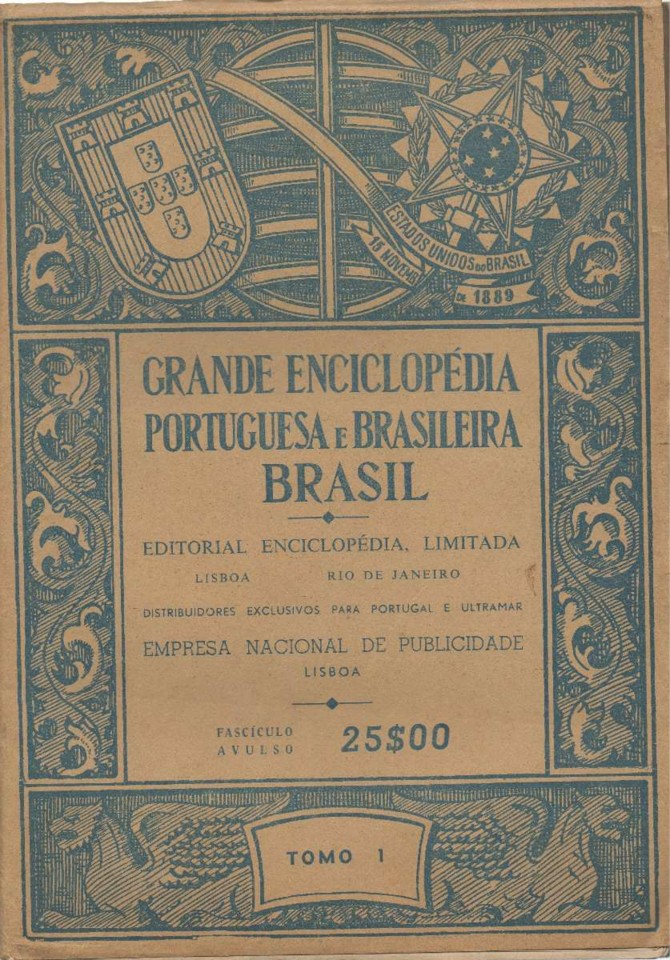 ESTADOS UNIDOS DO BRASIL
15 NOVEMB
DE 1889
GRANDE ENCICLOPÉDIA
PORTUGUESA E BRASILEIRA
BRASIL
EDITORIAL ENCICLOPÉDIA, LIMITADA
LISBOA RIO DE JANEIRO
DISTRIBUIDORES EXCLUSIVOS PARA PORTUGAL E ULTRAMAR
EMPRESA NACIONAL DE PUBLICIDADE
LISBOA
FASCÍCULO
AVULSO 25$00
TOMO 1